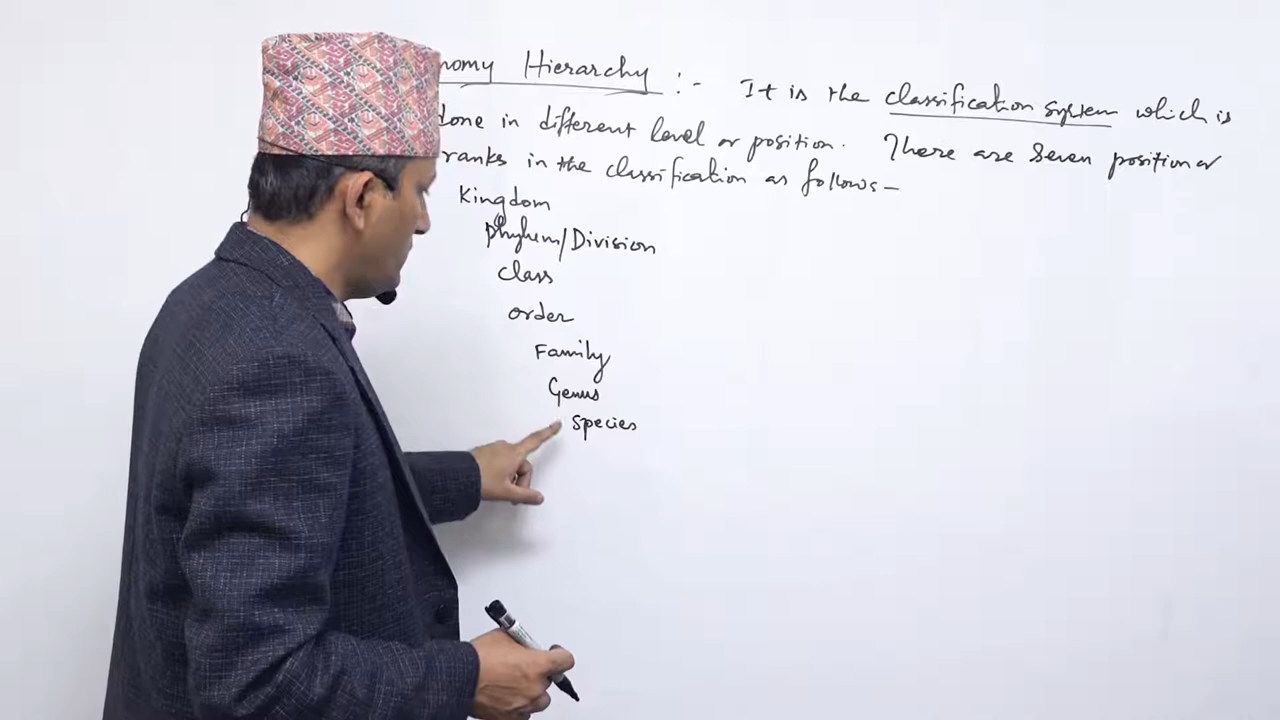 nomy Hierarchy :- It is the classification system which is
done in different level or position. There are Seven position or
ranks in the classification as follows-
Kingdom
phylum/Division
class
order
Family
Genus
Species